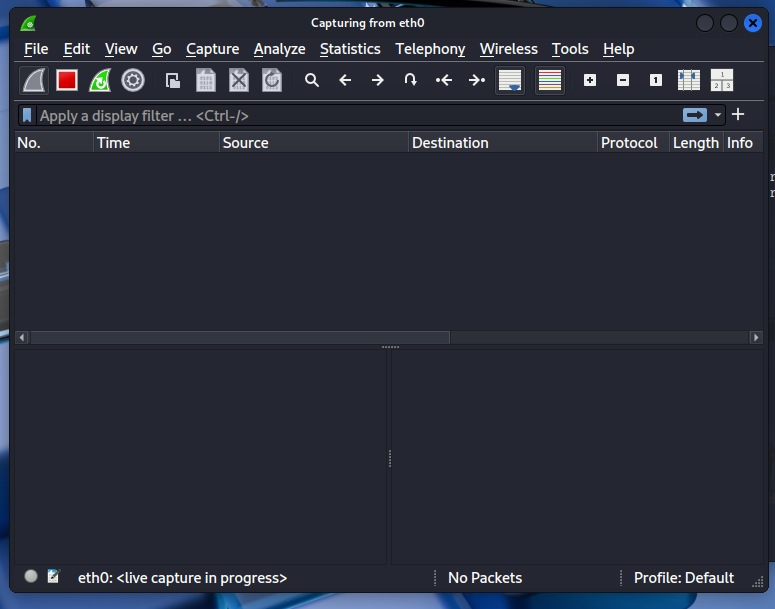 Capturing from eth0
File Edit View Go Capture Analyze Statistics Telephony Wireless Tools Help
Apply a display filter … <Ctrl-/>
No. Time Source Destination Protocol Length Info
eth0: <live capture in progress> No Packets Profile: Default